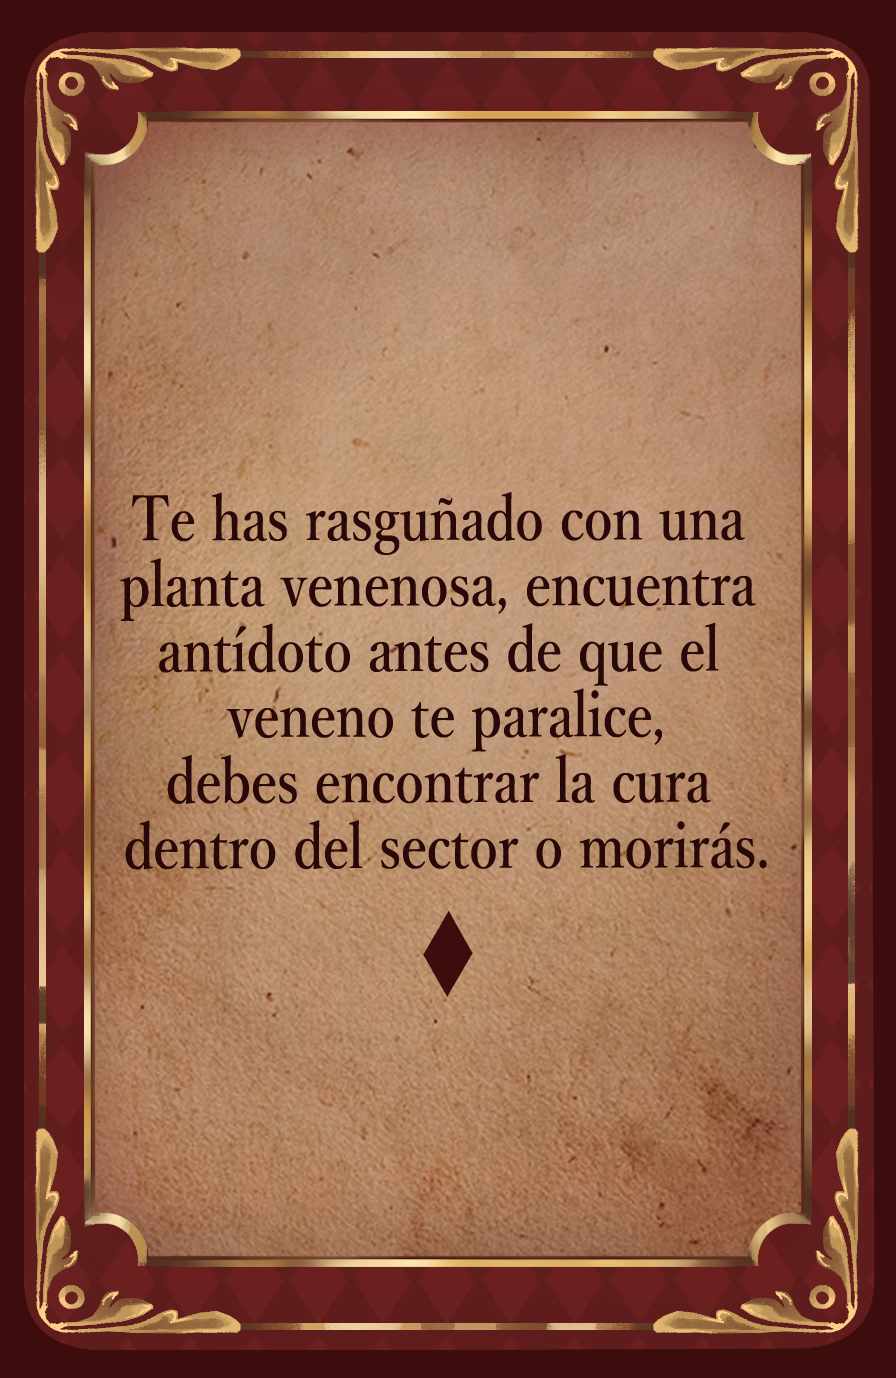 Te has rasguñado con una
planta venenosa, encuentra
antídoto antes de que el
veneno te paralice,
debes encontrar la cura
dentro del sector o morirás.